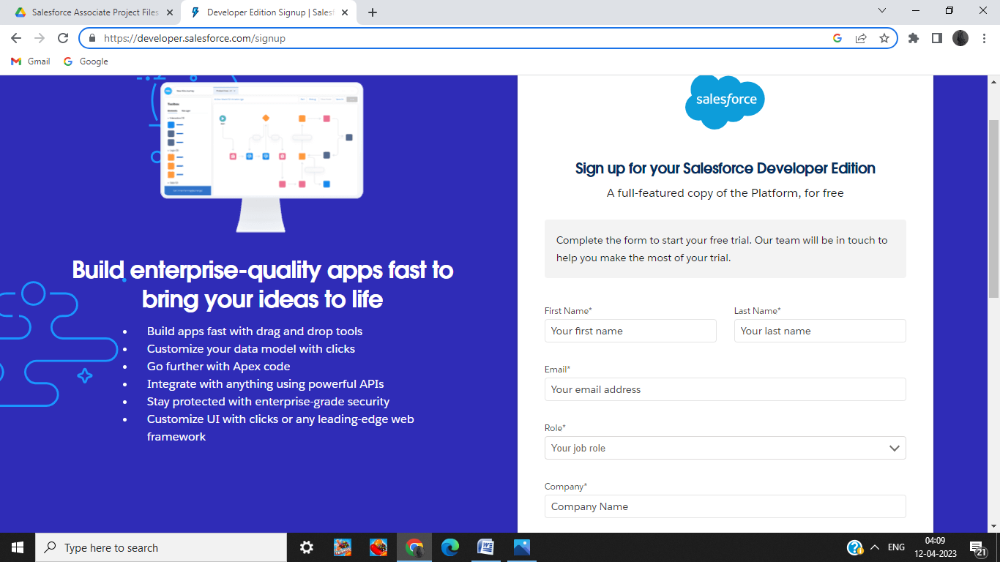 Salesforce Associate Project Files
Developer Edition Signup | Salesf
https://developer.salesforce.com/signup
Gmail
Google
Build enterprise-quality apps fast to
bring your ideas to life
• Build apps fast with drag and drop tools
• Customize your data model with clicks
• Go further with Apex code
• Integrate with anything using powerful APIs
• Stay protected with enterprise-grade security
• Customize UI with clicks or any leading-edge web
framework
salesforce
Sign up for your Salesforce Developer Edition
A full-featured copy of the Platform, for free
Complete the form to start your free trial. Our team will be in touch to
help you make the most of your trial.
First Name* Last Name*
Your first name Your last name
Email*
Your email address
Role*
Your job role
Company*
Company Name
Type here to search
ENG
04:09
12-04-2023
21